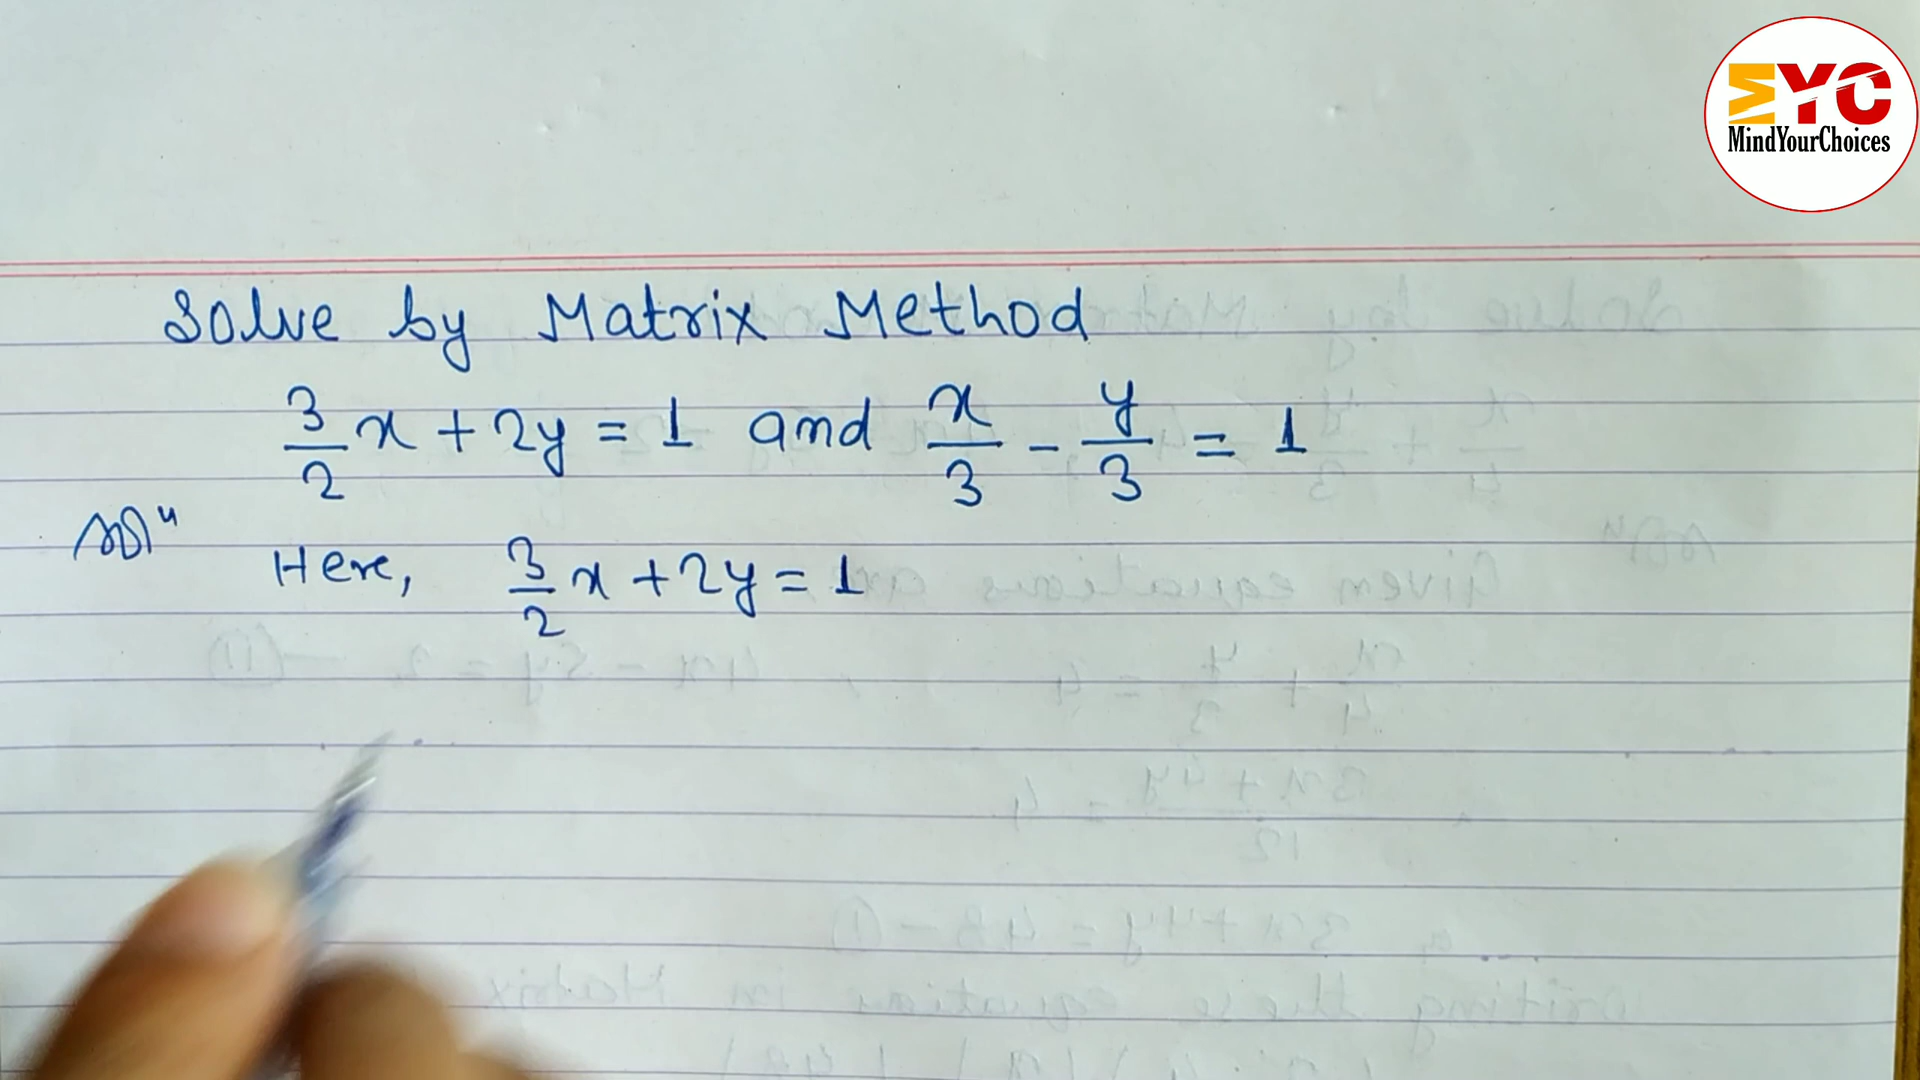 MYC
MindYourChoices
Solve by Matrix Method
3/2 x + 2y = 1 and x/3 - y/3 = 1
Solⁿ
Here, 3/2 x + 2y = 1